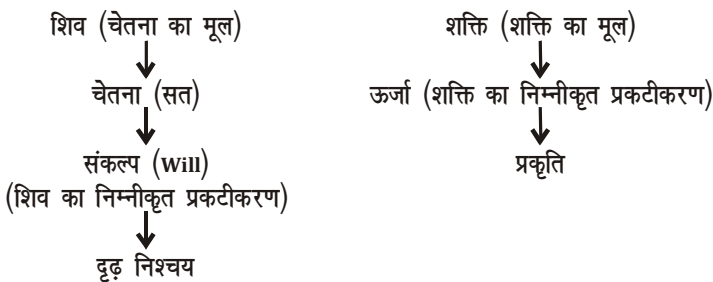 शिव (चेतना का मूल)
चेतना (सत)
संकल्प (Will)
(शिव का निम्नीकृत प्रकटीकरण)
दृढ़ निश्चय
शक्ति (शक्ति का मूल)
ऊर्जा (शक्ति का निम्नीकृत प्रकटीकरण)
प्रकृति